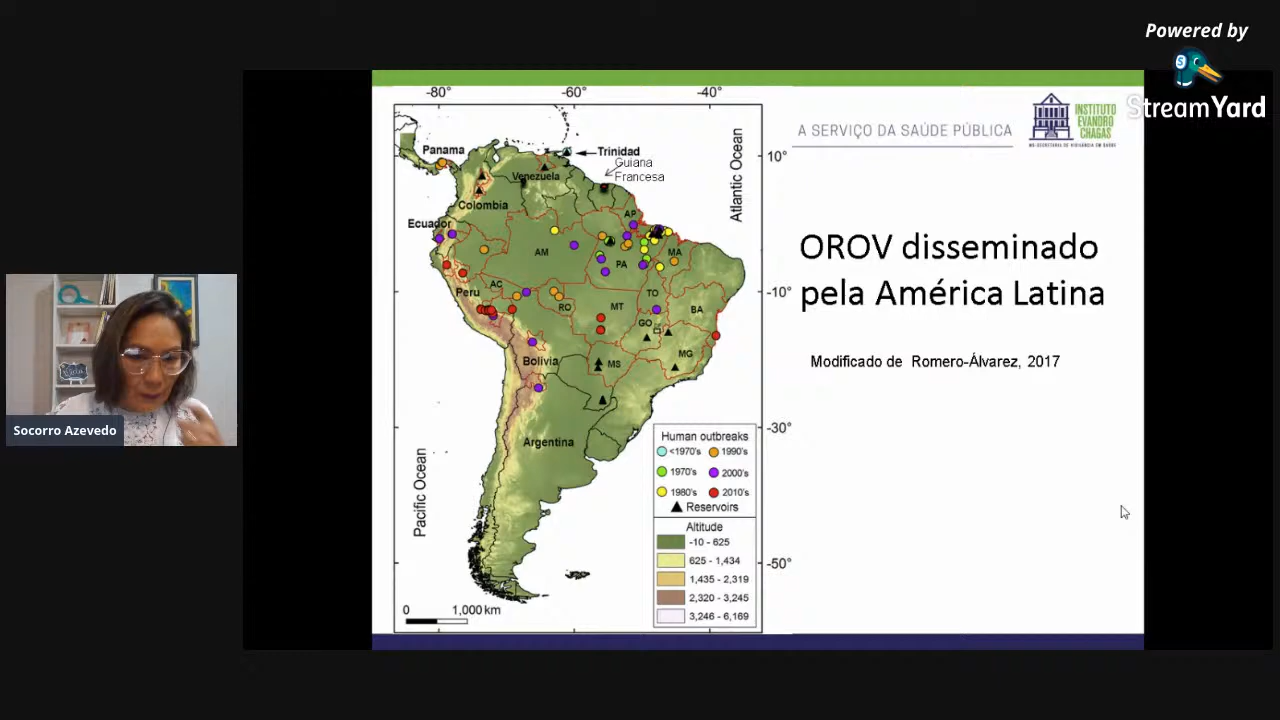 Powered by
StreamYard
A SERVIÇO DA SAÚDE PÚBLICA
INSTITUTO
EVANDRO
CHAGAS
OROV disseminado
pela América Latina
Modificado de Romero-Álvarez, 2017
-80°
-60°
-40°
10°
-10°
-30°
-50°
Atlantic Ocean
Pacific Ocean
Panama
Trinidad
Guiana
Francesa
Venezuela
Colombia
Ecuador
AP
AM
PA
MA
Peru
AC
RO
MT
TO
BA
GO
Bolivia
MS
MG
Argentina
Human outbreaks
<1970's
1990's
1970's
2000's
1980's
2010's
Reservoirs
Altitude
-10 - 625
625 - 1,434
1,435 - 2,319
2,320 - 3,245
3,246 - 6,169
0 1,000 km
Socorro Azevedo